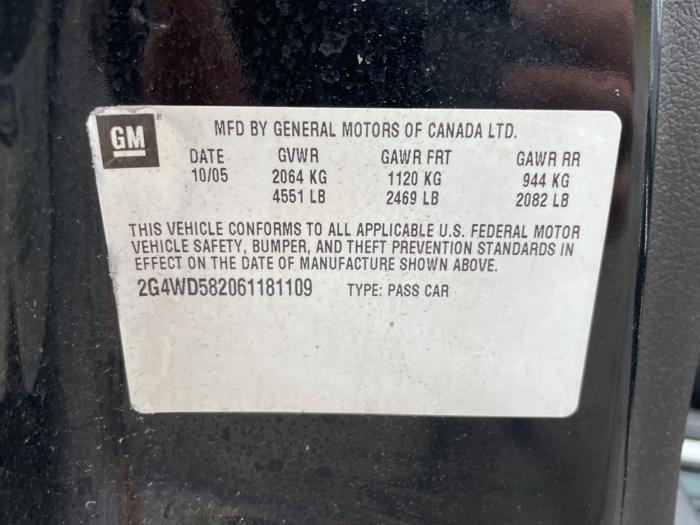 GM
MFD BY GENERAL MOTORS OF CANADA LTD.
DATE GVWR GAWR FRT GAWR RR
10/05 2064 KG 1120 KG 944 KG
4551 LB 2469 LB 2082 LB
THIS VEHICLE CONFORMS TO ALL APPLICABLE U.S. FEDERAL MOTOR
VEHICLE SAFETY, BUMPER, AND THEFT PREVENTION STANDARDS IN
EFFECT ON THE DATE OF MANUFACTURE SHOWN ABOVE.
2G4WD582061181109 TYPE: PASS CAR